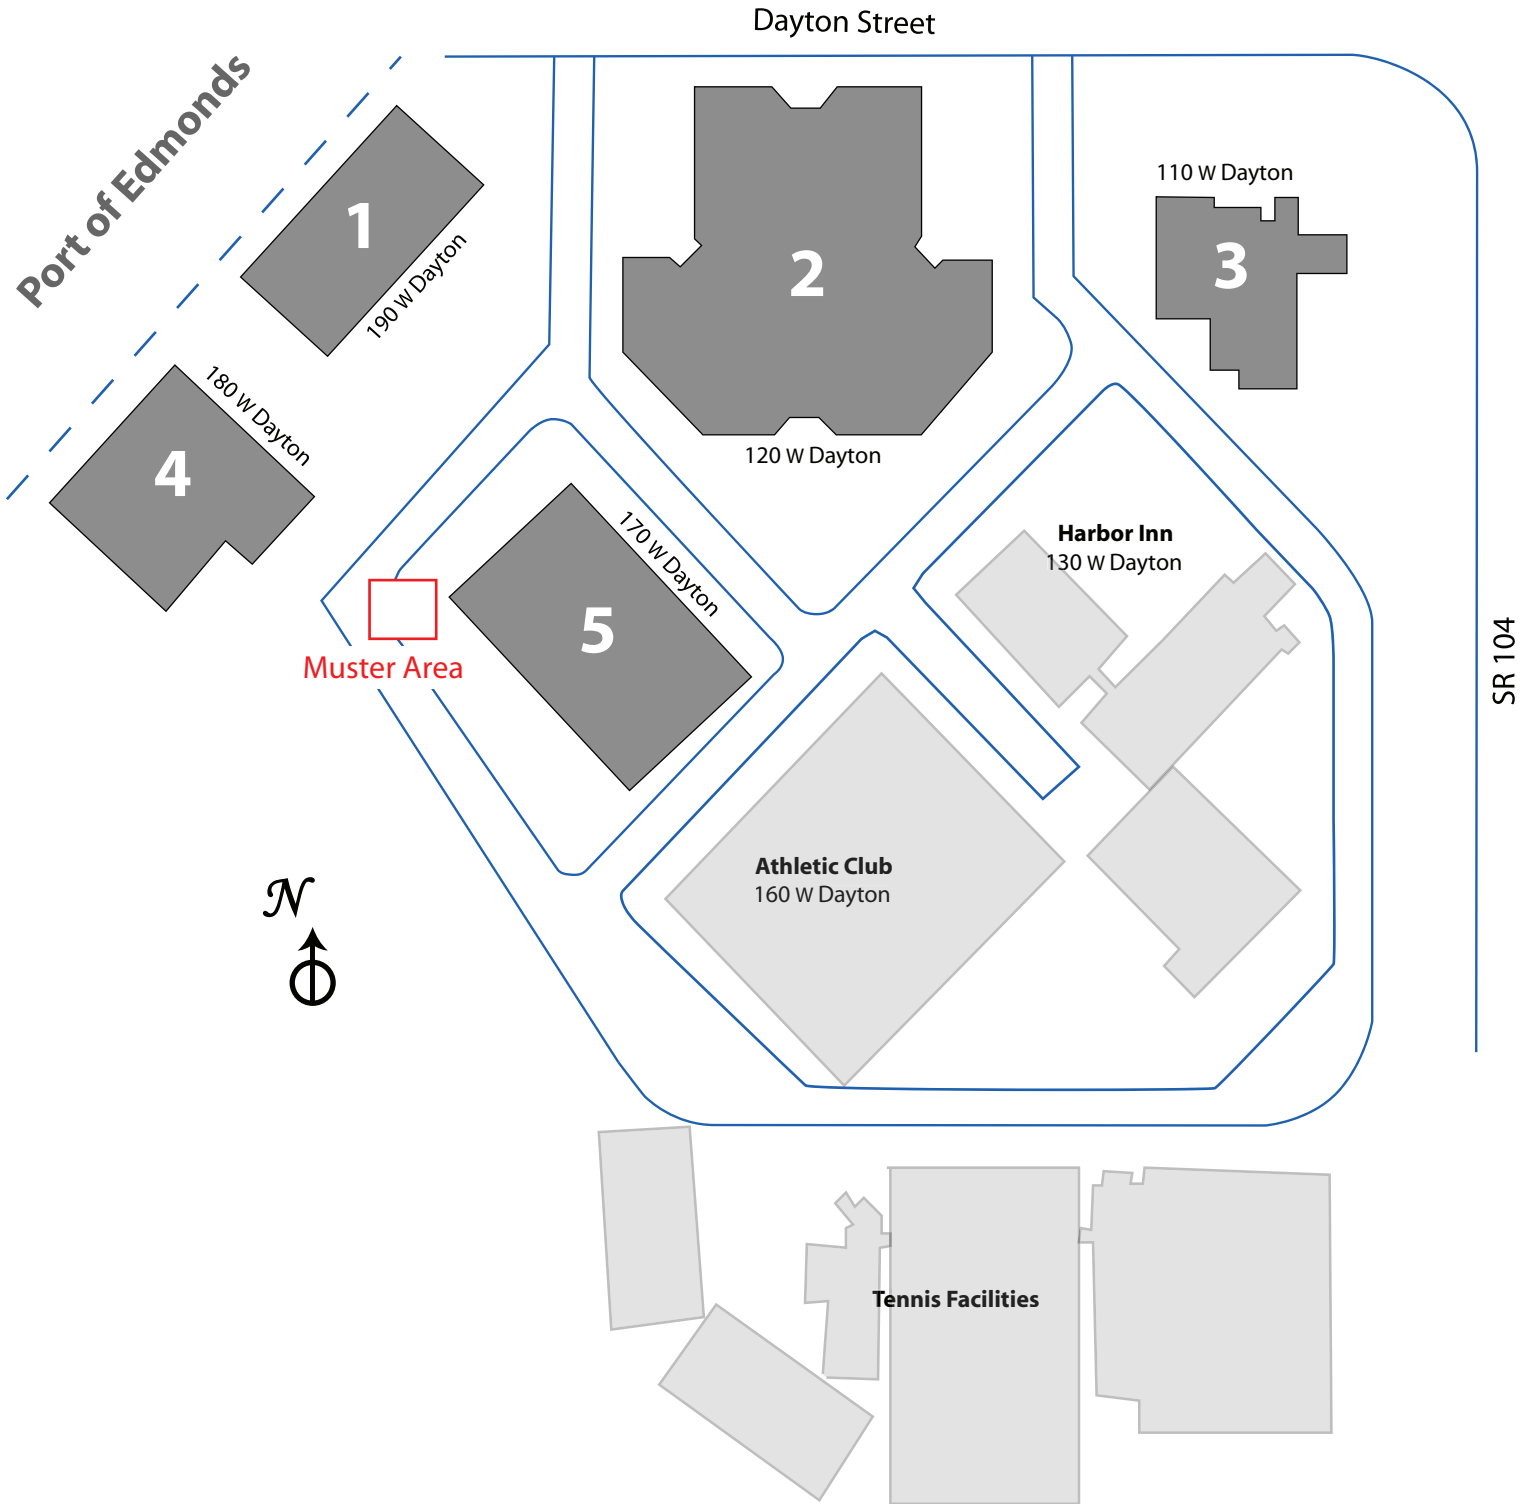 Dayton Street
Port of Edmonds
1
190 W Dayton
2
120 W Dayton
110 W Dayton
3
180 W Dayton
4
170 W Dayton
5
Harbor Inn
130 W Dayton
Muster Area
SR 104
Athletic Club
160 W Dayton
N
Tennis Facilities